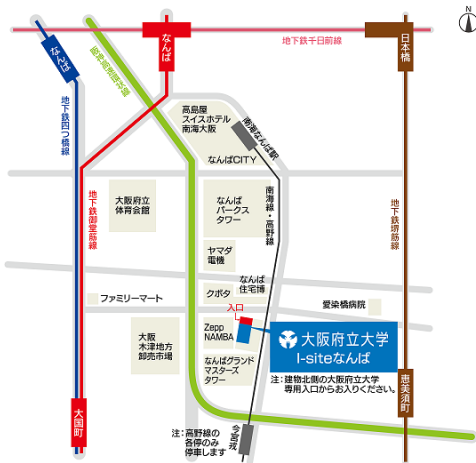 N
地下鉄千日前線
なんば
なんば
日本橋
阪神高速環状線
地下鉄四つ橋線
高島屋
スイスホテル
南海大阪
南海なんば駅
なんばCITY
大阪府立
体育会館
なんば
パークス
タワー
南海線・高野線
地下鉄御堂筋線
地下鉄堺筋線
ヤマダ
電機
なんば
住宅博
クボタ
ファミリーマート
入口
愛染橋病院
大阪
木津地方
卸売市場
Zepp
NAMBA
大阪府立大学
I-siteなんば
なんばグランド
マスターズ
タワー
注：建物北側の大阪府立大学
専用入口からお入りください。
大国町
恵美須町
今宮戎
注：高野線の
各停のみ
停車します